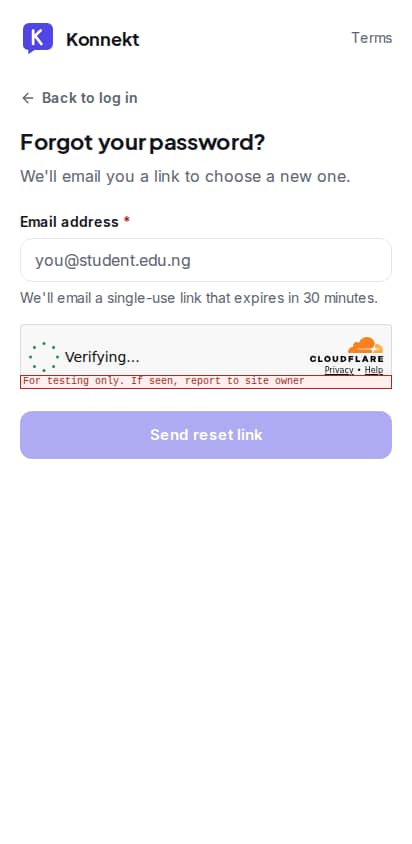 Konnekt
Terms
← Back to log in
Forgot your password?
We'll email you a link to choose a new one.
Email address *
you@student.edu.ng
We'll email a single-use link that expires in 30 minutes.
Verifying...
CLOUDFLARE
Privacy • Help
For testing only. If seen, report to site owner
Send reset link